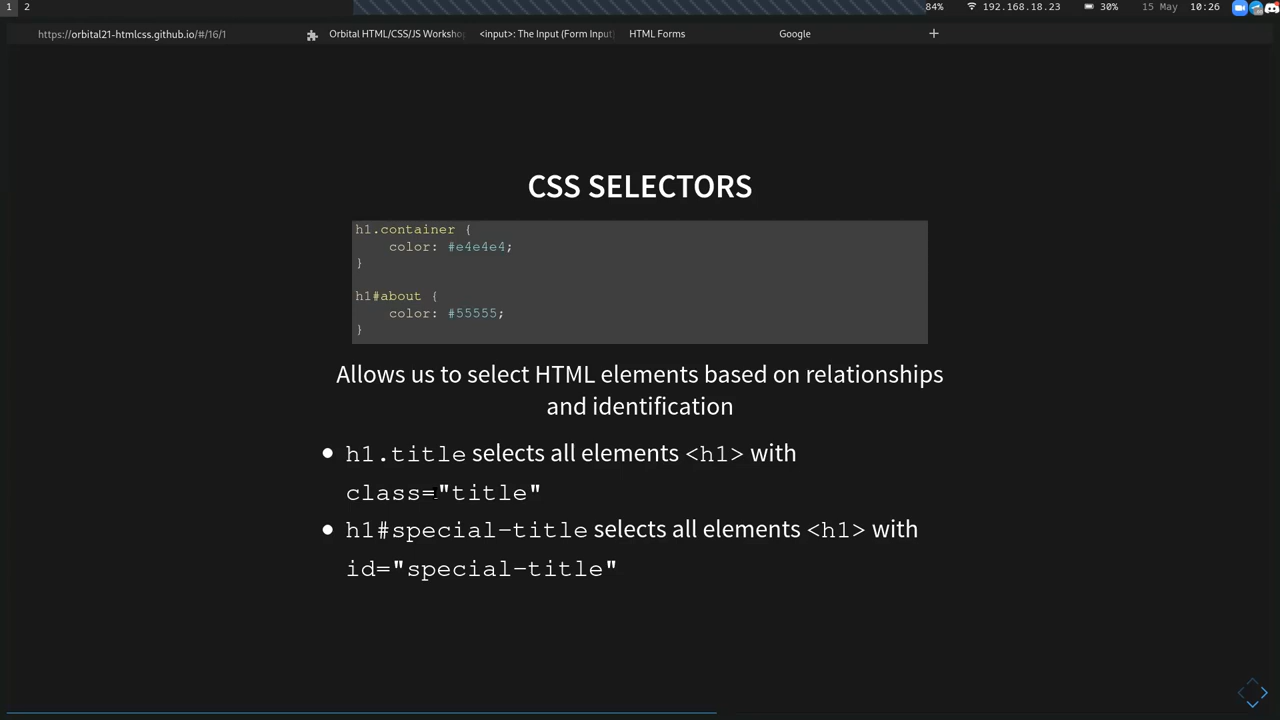 1 2 84% 192.168.18.23 30% 15 May 10:26
https://orbital21-htmlcss.github.io/#/16/1 Orbital HTML/CSS/JS Workshop <input>: The Input (Form Input) HTML Forms Google +
CSS SELECTORS
h1.container {
color: #e4e4e4;
}
h1#about {
color: #55555;
}
Allows us to select HTML elements based on relationships
and identification
h1.title selects all elements <h1> with
class="title"
h1#special-title selects all elements <h1> with
id="special-title"